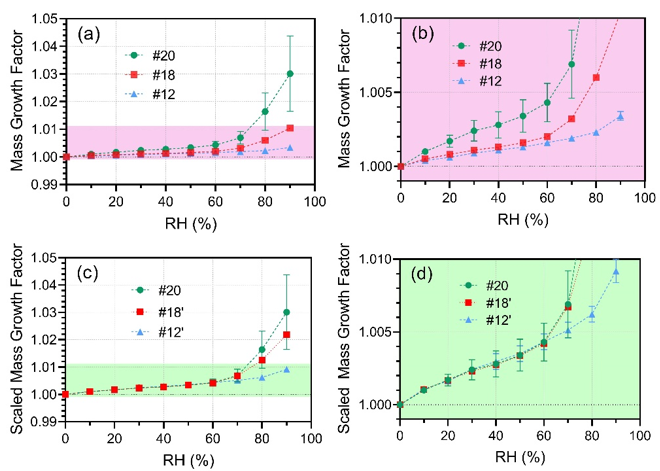 (a)
Mass Growth Factor
1.05
1.04
1.03
1.02
1.01
1.00
0.99
#20
#18
#12
0 20 40 60 80 100
RH (%)
(b)
Mass Growth Factor
1.010
1.005
1.000
#20
#18
#12
0 20 40 60 80 100
RH (%)
(c)
Scaled Mass Growth Factor
1.05
1.04
1.03
1.02
1.01
1.00
0.99
#20
#18'
#12'
0 20 40 60 80 100
RH (%)
(d)
Scaled Mass Growth Factor
1.010
1.005
1.000
#20
#18'
#12'
0 20 40 60 80 100
RH (%)